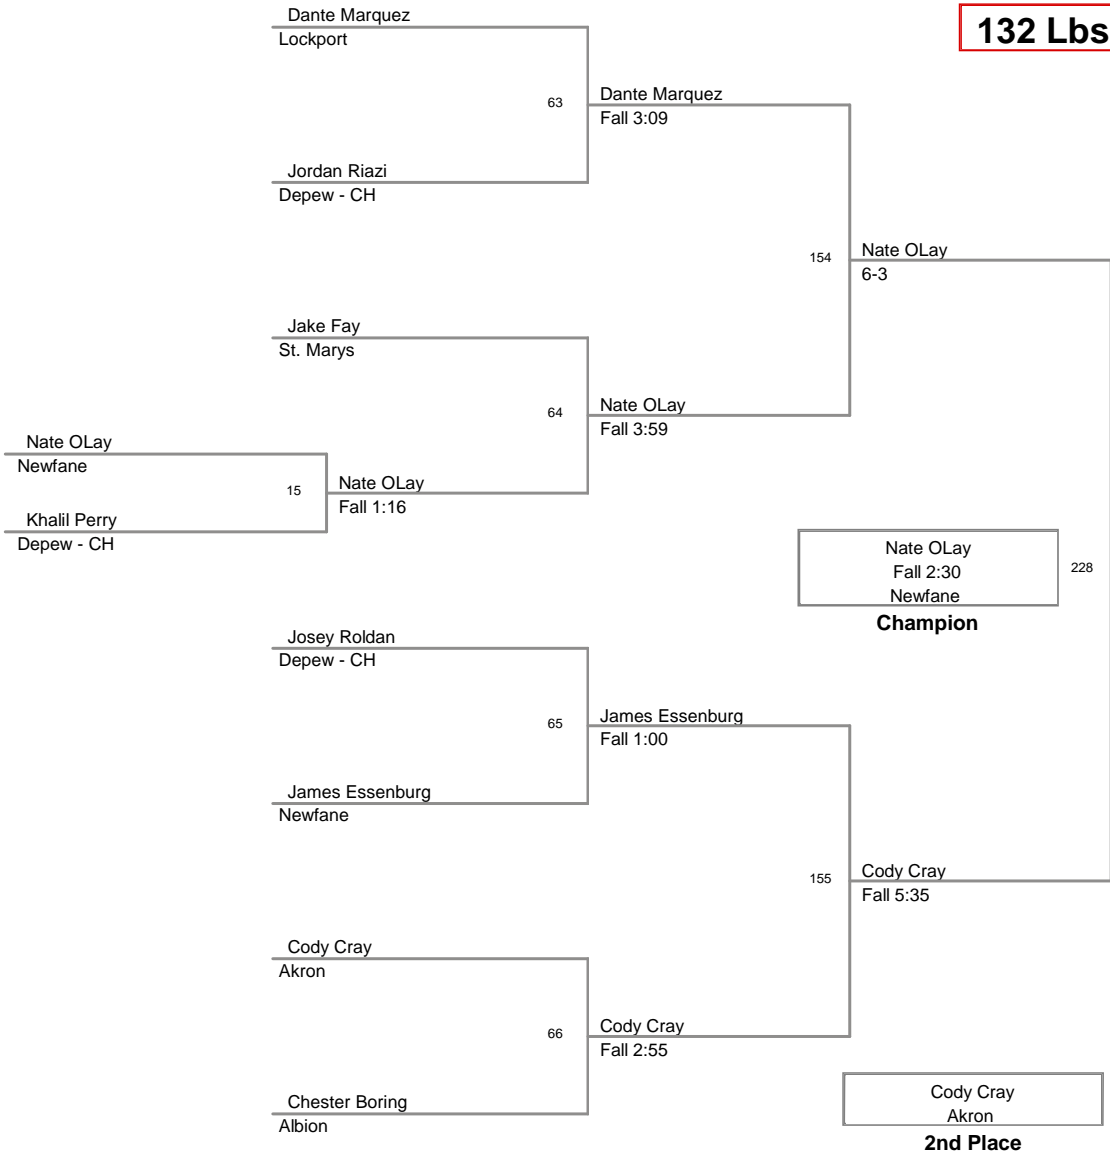 132 Lbs
Dante Marquez
Lockport
63
Dante Marquez
Fall 3:09
Jordan Riazi
Depew - CH
154
Nate OLay
6-3
Jake Fay
St. Marys
64
Nate OLay
Fall 3:59
Nate OLay
Newfane
15
Nate OLay
Fall 1:16
Khalil Perry
Depew - CH
Nate OLay
Fall 2:30
Newfane
228
Champion
Josey Roldan
Depew - CH
65
James Essenburg
Fall 1:00
James Essenburg
Newfane
155
Cody Cray
Fall 5:35
Cody Cray
Akron
66
Cody Cray
Fall 2:55
Chester Boring
Albion
Cody Cray
Akron
2nd Place